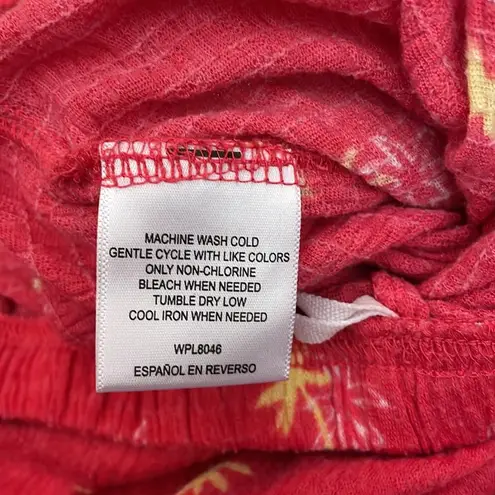 MACHINE WASH COLD
GENTLE CYCLE WITH LIKE COLORS
ONLY NON-CHLORINE
BLEACH WHEN NEEDED
TUMBLE DRY LOW
COOL IRON WHEN NEEDED
WPL8046
ESPAÑOL EN REVERSO